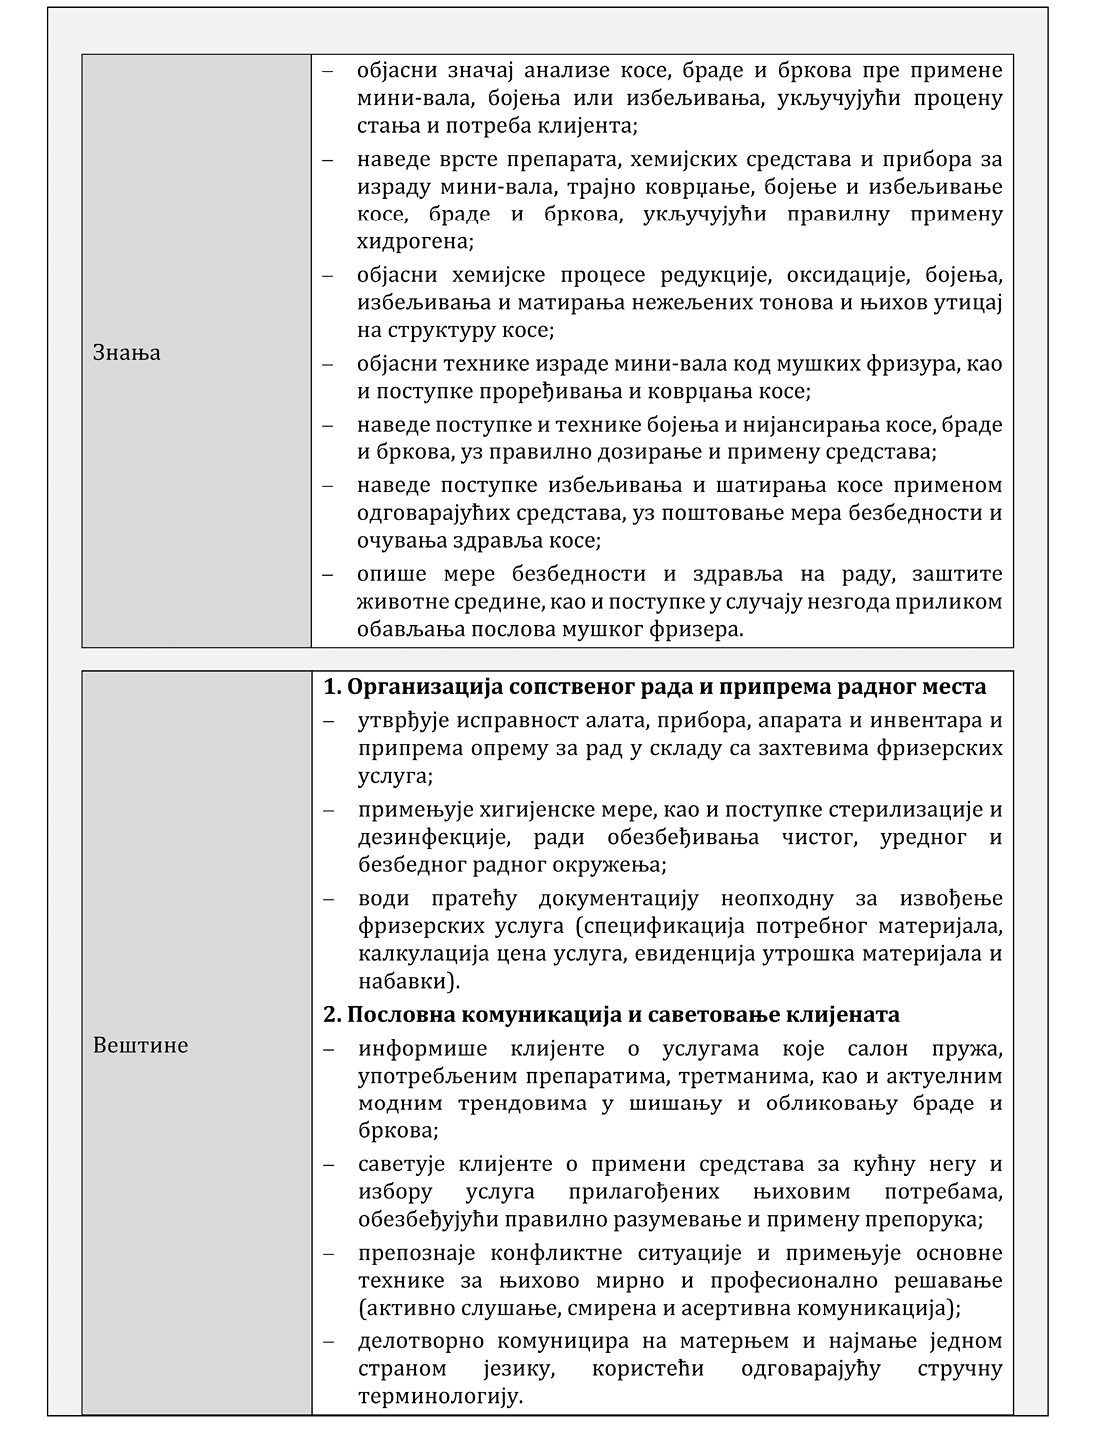 Знања
– објасни значај анализе косе, браде и бркова пре примене
мини-вала, бојења или избељивања, укључујући процену
стања и потреба клијента;
– наведе врсте препарата, хемијских средстава и прибора за
израду мини-вала, трајно коврџање, бојење и избељивање
косе, браде и бркова, укључујући правилну примену
хидрогена;
– објасни хемијске процесе редукције, оксидације, бојења,
избељивања и матирања нежељених тонова и њихов утицај
на структуру косе;
– објасни технике израде мини-вала код мушких фризура, као
и поступке проређивања и коврџања косе;
– наведе поступке и технике бојења и нијансирања косе, браде
и бркова, уз правилно дозирање и примену средстава;
– наведе поступке избељивања и шатирања косе применом
одговарајућих средстава, уз поштовање мера безбедности и
очувања здравља косе;
– опише мере безбедности и здравља на раду, заштите
животне средине, као и поступке у случају незгода приликом
обављања послова мушког фризера.
Вештине
1. Организација сопственог рада и припрема радног места
– утврђује исправност алата, прибора, апарата и инвентара и
припрема опрему за рад у складу са захтевима фризерских
услуга;
– примењује хигијенске мере, као и поступке стерилизације и
дезинфекције, ради обезбеђивања чистог, уредног и
безбедног радног окружења;
– води пратећу документацију неопходну за извођење
фризерских услуга (спецификација потребног материјала,
калкулација цена услуга, евиденција утрошка материјала и
набавки).
2. Пословна комуникација и саветовање клијената
– информише клијенте о услугама које салон пружа,
употребљеним препаратима, третманима, као и актуелним
модним трендовима у шишању и обликовању браде и
бркова;
– саветује клијенте о примени средстава за кућну негу и
избору услуга прилагођених њиховим потребама,
обезбеђујући правилно разумевање и примену препорука;
– препознаје конфликтне ситуације и примењује основне
технике за њихово мирно и професионално решавање
(активно слушање, смирена и асертивна комуникација);
– делотворно комуницира на матерњем и најмање једном
страном језику, користећи одговарајућу стручну
терминологију.